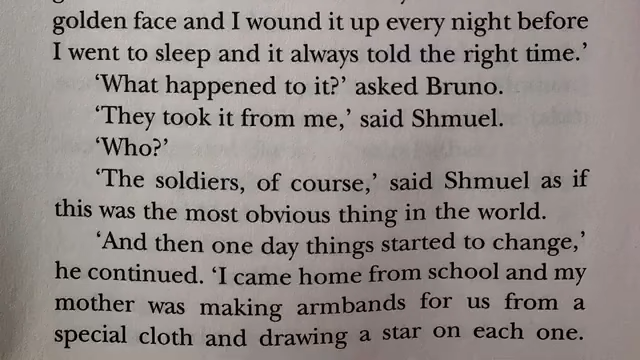 golden face and I wound it up every night before
I went to sleep and it always told the right time.’
‘What happened to it?’ asked Bruno.
‘They took it from me,’ said Shmuel.
‘Who?’
‘The soldiers, of course,’ said Shmuel as if
this was the most obvious thing in the world.
‘And then one day things started to change,’
he continued. ‘I came home from school and my
mother was making armbands for us from a
special cloth and drawing a star on each one.